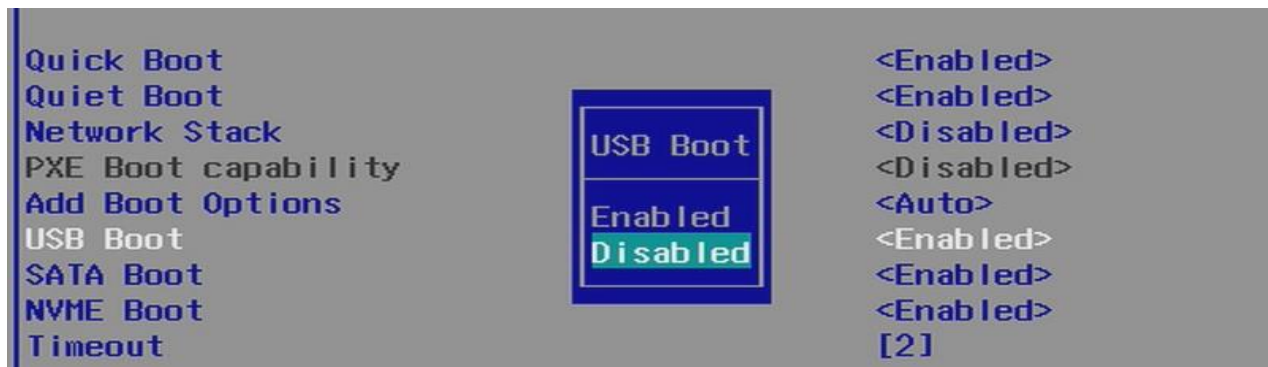 Quick Boot <Enabled>
Quiet Boot <Enabled>
Network Stack <Disabled>
PXE Boot capability <Disabled>
Add Boot Options <Auto>
USB Boot <Enabled>
SATA Boot <Enabled>
NVME Boot <Enabled>
Timeout [2]
USB Boot
Enabled
Disabled